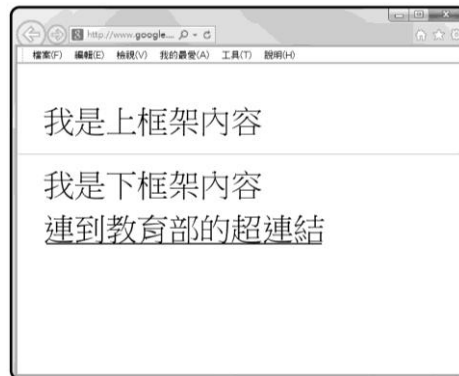 http://www.google...
檔案(F) 編輯(E) 檢視(V) 我的最愛(A) 工具(T) 說明(H)
我是上框架內容
我是下框架內容
連到教育部的超連結